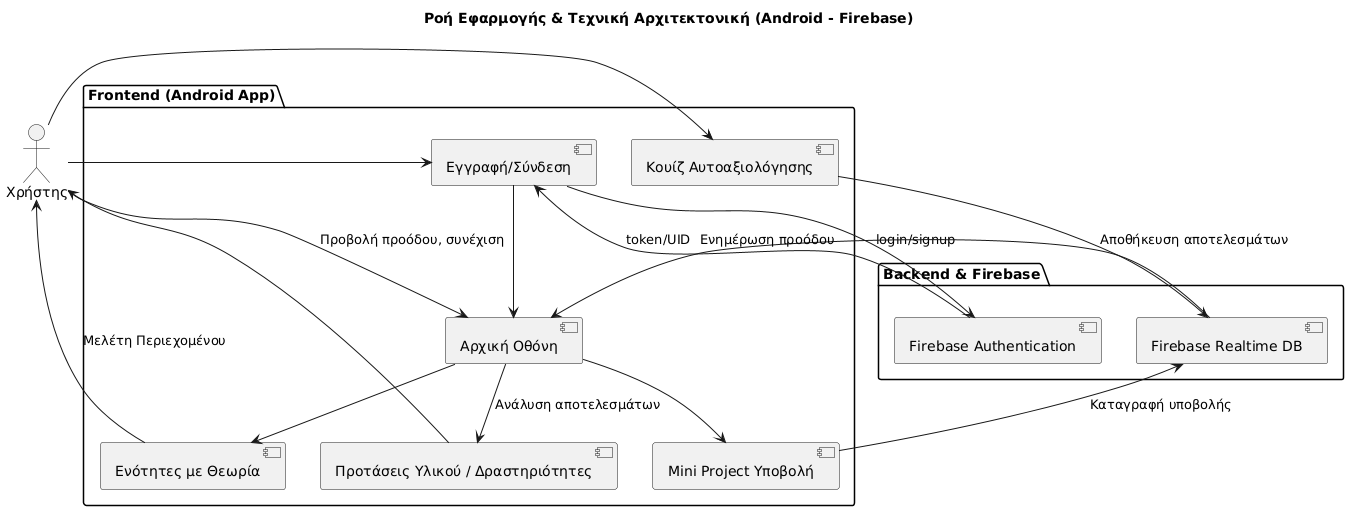 Ροή Εφαρμογής & Τεχνική Αρχιτεκτονική (Android - Firebase)
Frontend (Android App)
Χρήστης
Εγγραφή/Σύνδεση
Κουίζ Αυτοαξιολόγησης
Προβολή προόδου, συνέχιση
token/UID
Ενημέρωση προόδου
login/signup
Αποθήκευση αποτελεσμάτων
Backend & Firebase
Αρχική Οθόνη
Firebase Authentication
Firebase Realtime DB
Μελέτη Περιεχομένου
Ανάλυση αποτελεσμάτων
Καταγραφή υποβολής
Ενότητες με Θεωρία
Προτάσεις Υλικού / Δραστηριότητες
Mini Project Υποβολή